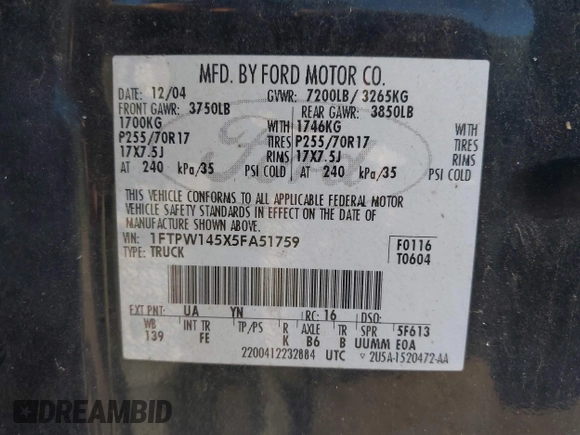 MFD. BY FORD MOTOR CO.
DATE: 12/04 GVWR: 7200LB/ 3265KG
FRONT GAWR: 3750LB REAR GAWR: 3850LB
1700KG WITH 1746KG WITH
P255/70R17 TIRES P255/70R17 TIRES
17X7.5J RIMS 17X7.5J RIMS
AT 240 kPa/35 PSI COLD AT 240 kPa/35 PSI COLD
THIS VEHICLE CONFORMS TO ALL APPLICABLE FEDERAL MOTOR
VEHICLE SAFETY STANDARDS IN EFFECT ON THE DATE OF
MANUFACTURE SHOWN ABOVE.
VIN: 1FTPW145X5FA51759 F0116
TYPE: TRUCK T0604
EXT PNT: UA YN RC: 16 DSO:
WB INT TR TP/PS R AXLE TR SPR 5F613
139 FE K B6 B UUMM E0A
2200412232884 UTC 2U5A-1520472-AA
Ford
DREAMBID